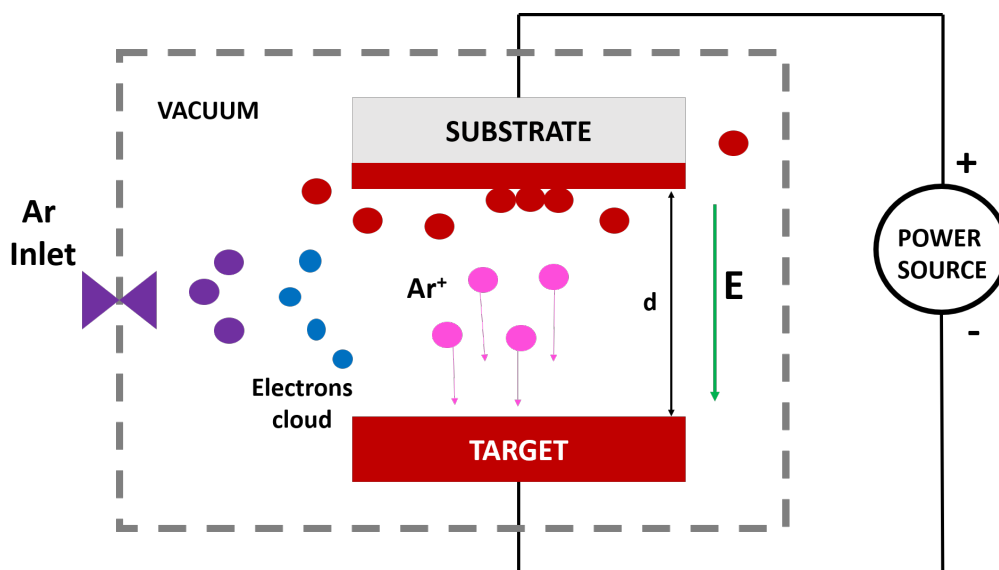 VACUUM
SUBSTRATE
Ar
Inlet
Ar⁺
d
E
+
POWER
SOURCE
-
Electrons
cloud
TARGET